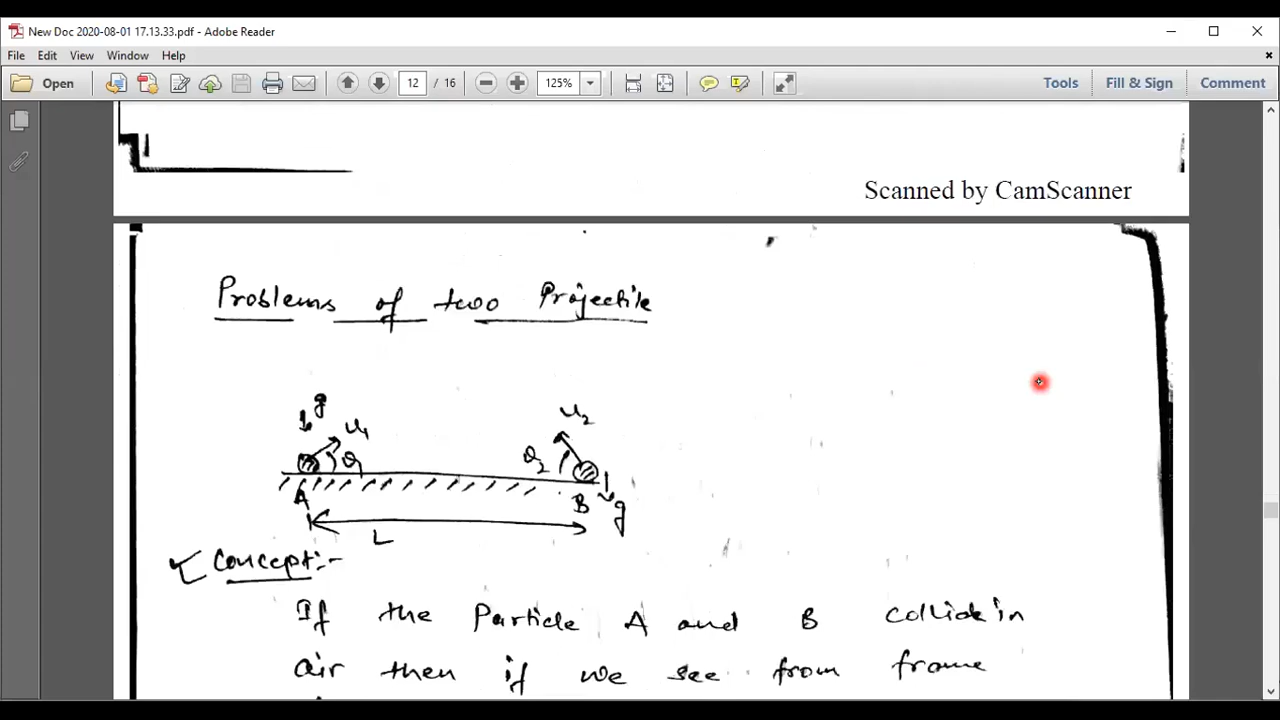 New Doc 2020-08-01 17.13.33.pdf - Adobe Reader
File Edit View Window Help
Open 12 / 16 125% Tools Fill & Sign Comment
Scanned by CamScanner
Problems of two Projectile
g u1 θ1 A
u2 θ2 B g
L
Concept:-
If the Particle A and B collide in
air then if we see from frame